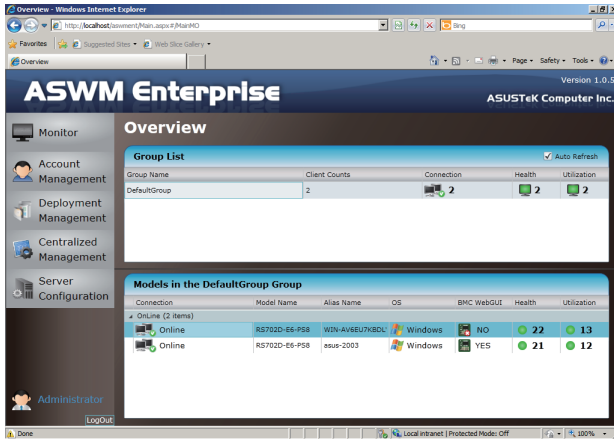 Overview - Windows Internet Explorer
http://localhost/aswment/Main.aspx#/MainMO
Bing
Favorites
Suggested Sites
Web Slice Gallery
Overview
Page
Safety
Tools
ASWM Enterprise
Version 1.0.5
ASUSTeK Computer Inc.
Monitor
Account Management
Deployment Management
Centralized Management
Server Configuration
Administrator
LogOut
Overview
Group List
Auto Refresh
Group Name Client Counts Connection Health Utilization
DefaultGroup 2 2 2 2
Models in the DefaultGroup Group
Connection Model Name Alias Name OS BMC WebGUI Health Utilization
OnLine (2 items)
Online RS702D-E6-PS8 WIN-AV6EU7KBDL' Windows NO 22 13
Online RS702D-E6-PS8 asus-2003 Windows YES 21 12
Done
Local intranet | Protected Mode: Off
100%